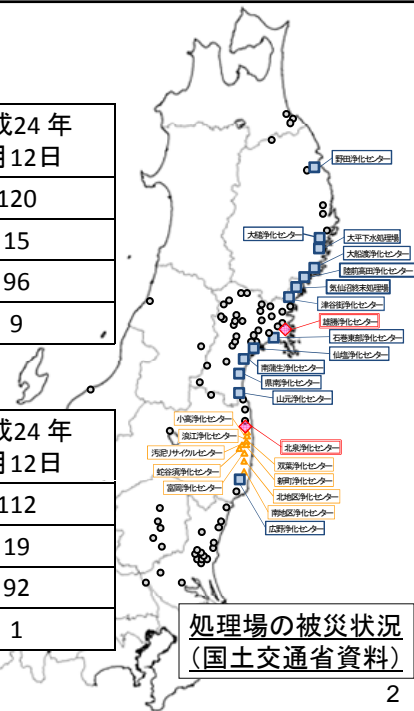 成24 年
月12日
120
15
96
9
成24 年
月12日
112
19
92
1
野田浄化センター
大槌浄化センター
大平下水処理場
大船渡浄化センター
陸前高田浄化センター
気仙沼終末処理場
津谷街浄化センター
雄勝浄化センター
石巻東部浄化センター
仙塩浄化センター
南蒲生浄化センター
県南浄化センター
山元浄化センター
小高浄化センター
浪江浄化センター
汚泥リサイクルセンター
蛇谷須浄化センター
富岡浄化センター
北泉浄化センター
双葉浄化センター
新町浄化センター
北地区浄化センター
南地区浄化センター
広野浄化センター
処理場の被災状況
（国土交通省資料）
2